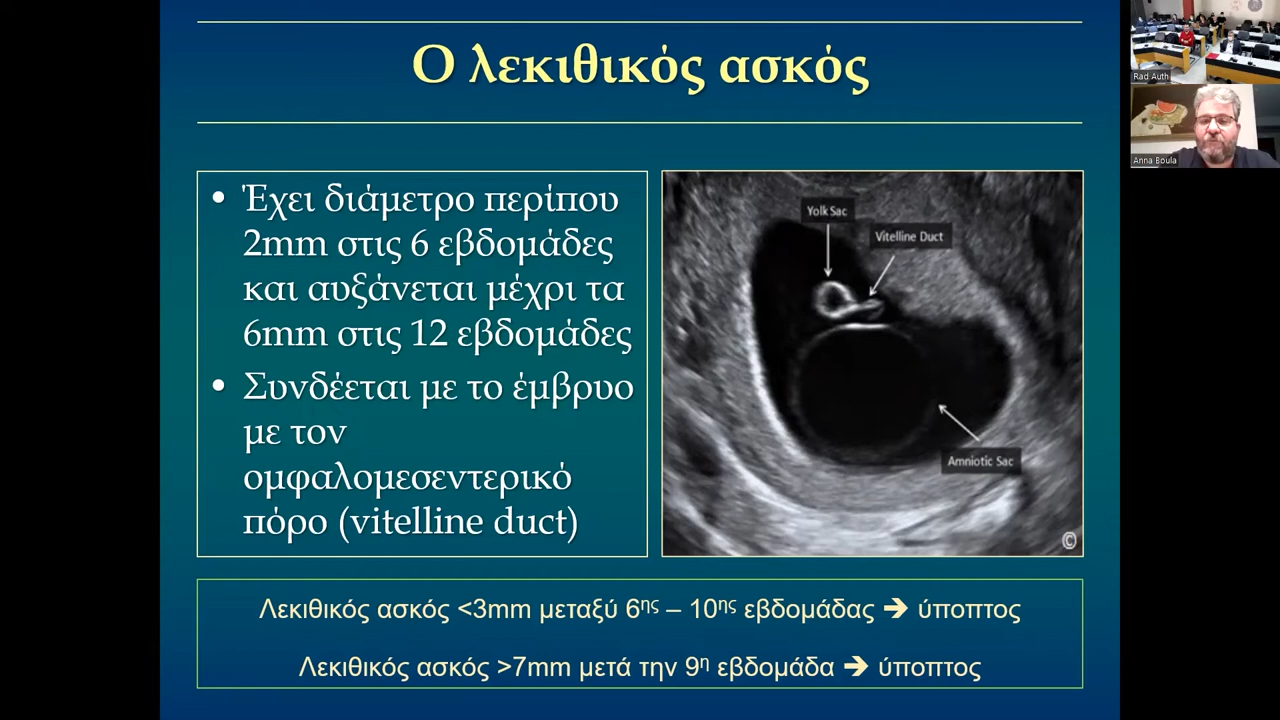 Ο λεκιθικός ασκός
• Έχει διάμετρο περίπου
2mm στις 6 εβδομάδες
και αυξάνεται μέχρι τα
6mm στις 12 εβδομάδες
• Συνδέεται με το έμβρυο
με τον
ομφαλομεσεντερικό
πόρο (vitelline duct)
Yolk Sac
Vitelline Duct
Amniotic Sac
©
Λεκιθικός ασκός <3mm μεταξύ 6ης – 10ης εβδομάδας ➔ ύποπτος
Λεκιθικός ασκός >7mm μετά την 9η εβδομάδα ➔ ύποπτος
Rad Auth
Anna Boula